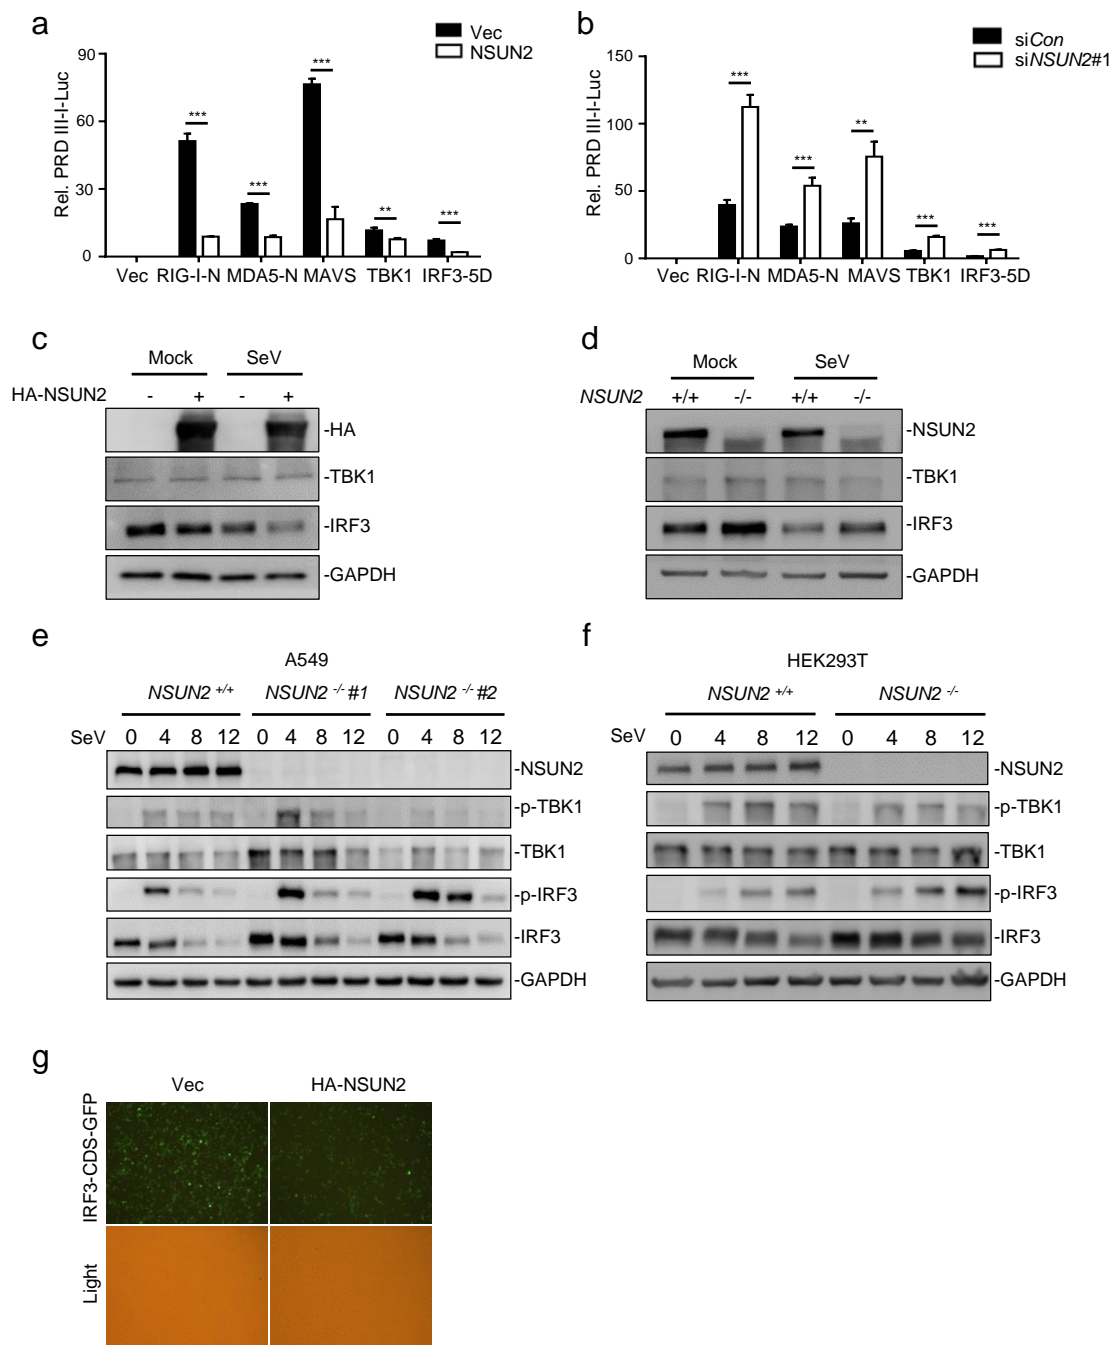 a
Vec
NSUN2
Rel. PRD III-I-Luc
90
60
30
0
***
***
***
**
***
Vec RIG-I-N MDA5-N MAVS TBK1 IRF3-5D
b
siCon
siNSUN2#1
Rel. PRD III-I-Luc
150
100
50
0
***
***
**
***
***
Vec RIG-I-N MDA5-N MAVS TBK1 IRF3-5D
c
Mock SeV
HA-NSUN2 - + - +
-HA
-TBK1
-IRF3
-GAPDH
d
Mock SeV
NSUN2 +/+ -/- +/+ -/-
-NSUN2
-TBK1
-IRF3
-GAPDH
e
A549
NSUN2 +/+ NSUN2 -/- #1 NSUN2 -/- #2
SeV 0 4 8 12 0 4 8 12 0 4 8 12
-NSUN2
-p-TBK1
-TBK1
-p-IRF3
-IRF3
-GAPDH
f
HEK293T
NSUN2 +/+ NSUN2 -/-
SeV 0 4 8 12 0 4 8 12
-NSUN2
-p-TBK1
-TBK1
-p-IRF3
-IRF3
-GAPDH
g
Vec HA-NSUN2
IRF3-CDS-GFP
Light